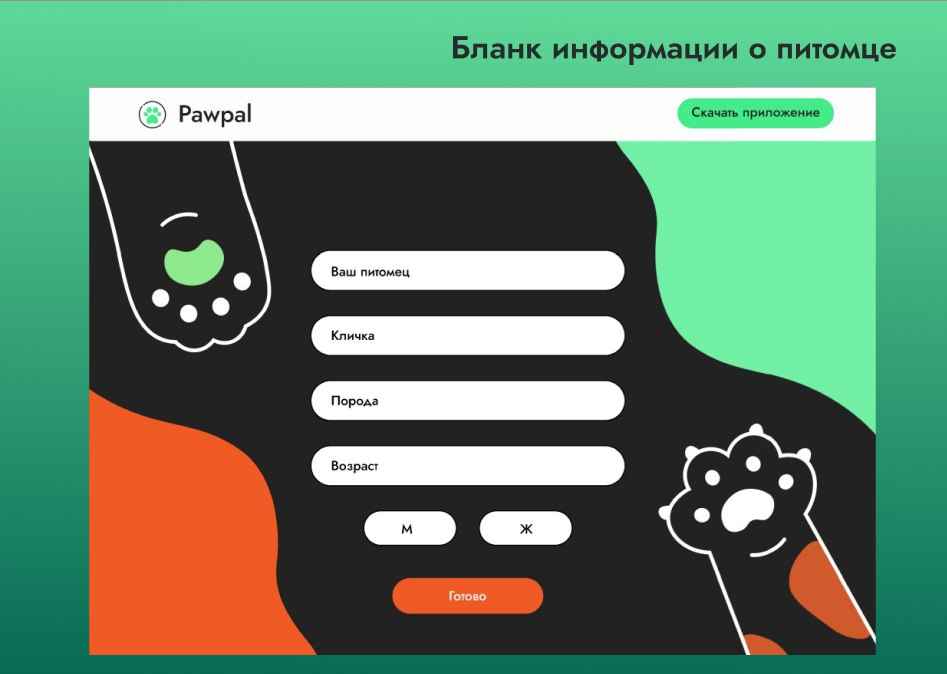 Бланк информации о питомце
Pawpal
Скачать приложение
Ваш питомец
Кличка
Порода
Возраст
М
Ж
Готово